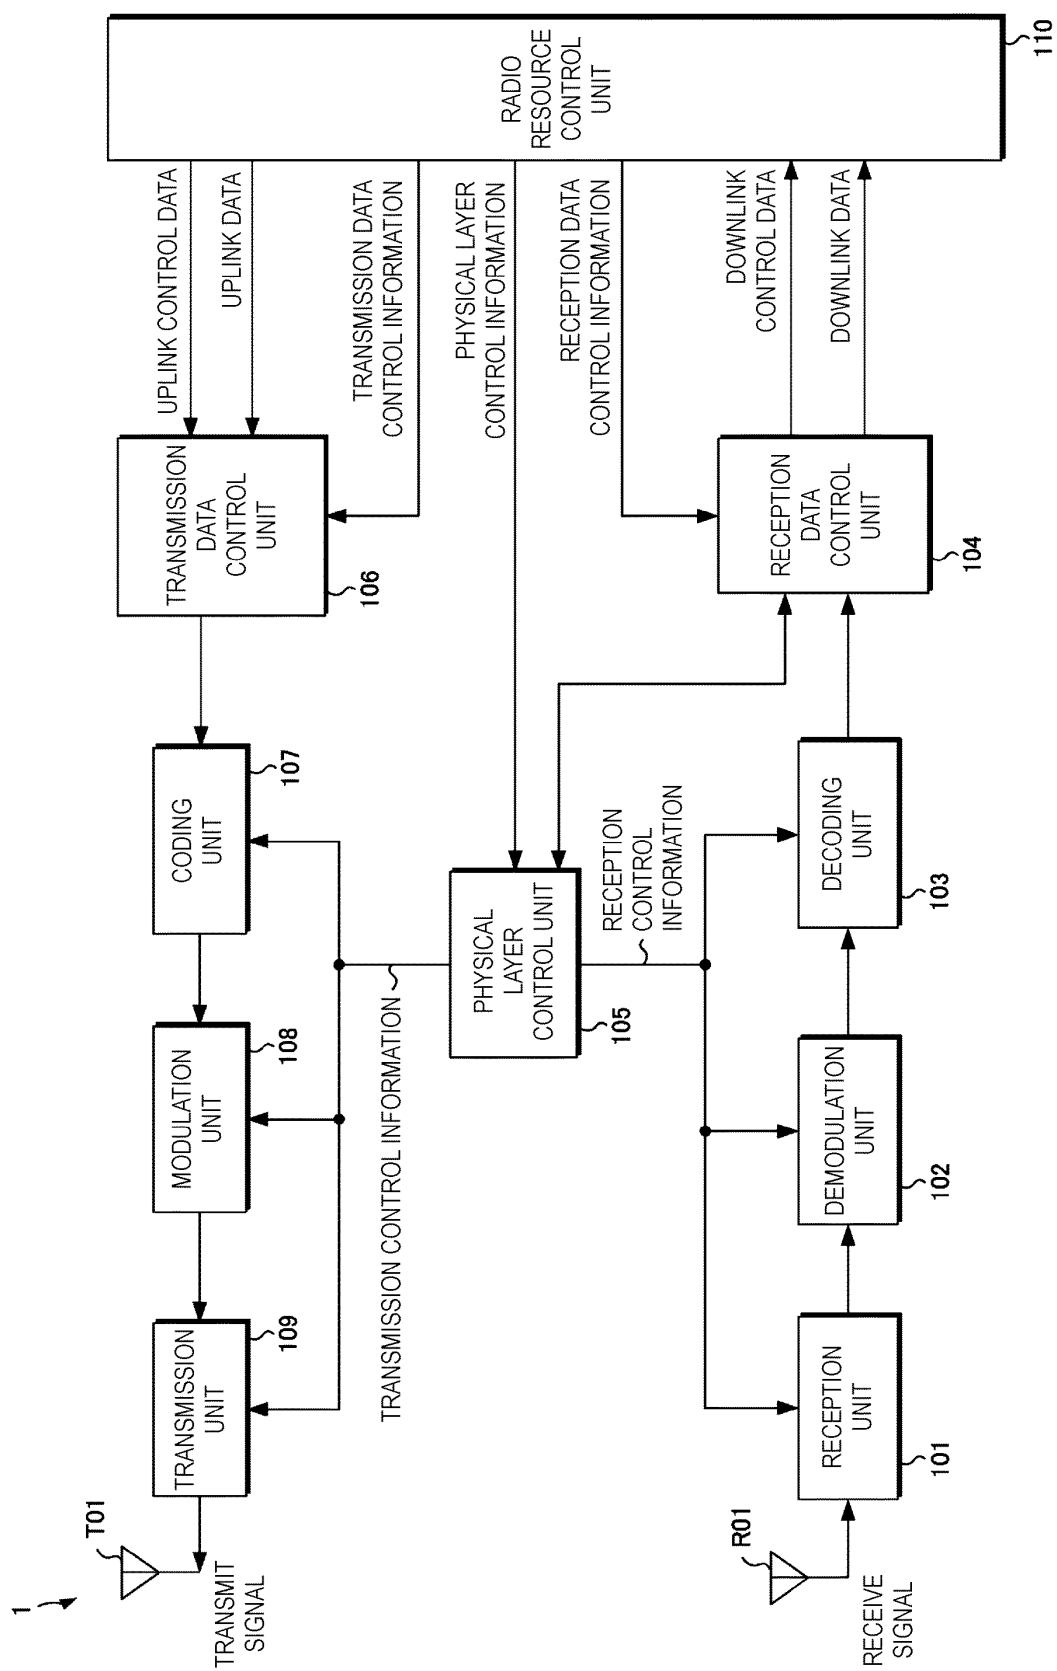 1
T01
TRANSMIT
SIGNAL
TRANSMISSION
UNIT
109
MODULATION
UNIT
108
CODING
UNIT
107
TRANSMISSION
DATA
CONTROL
UNIT
106
UPLINK CONTROL DATA
UPLINK DATA
TRANSMISSION DATA
CONTROL INFORMATION
PHYSICAL LAYER
CONTROL INFORMATION
RECEPTION DATA
CONTROL INFORMATION
DOWNLINK
CONTROL DATA
DOWNLINK DATA
RADIO
RESOURCE
CONTROL
UNIT
110
TRANSMISSION CONTROL INFORMATION
PHYSICAL
LAYER
CONTROL UNIT
105
RECEPTION
CONTROL
INFORMATION
R01
RECEIVE
SIGNAL
RECEPTION
UNIT
101
DEMODULATION
UNIT
102
DECODING
UNIT
103
RECEPTION
DATA
CONTROL
UNIT
104